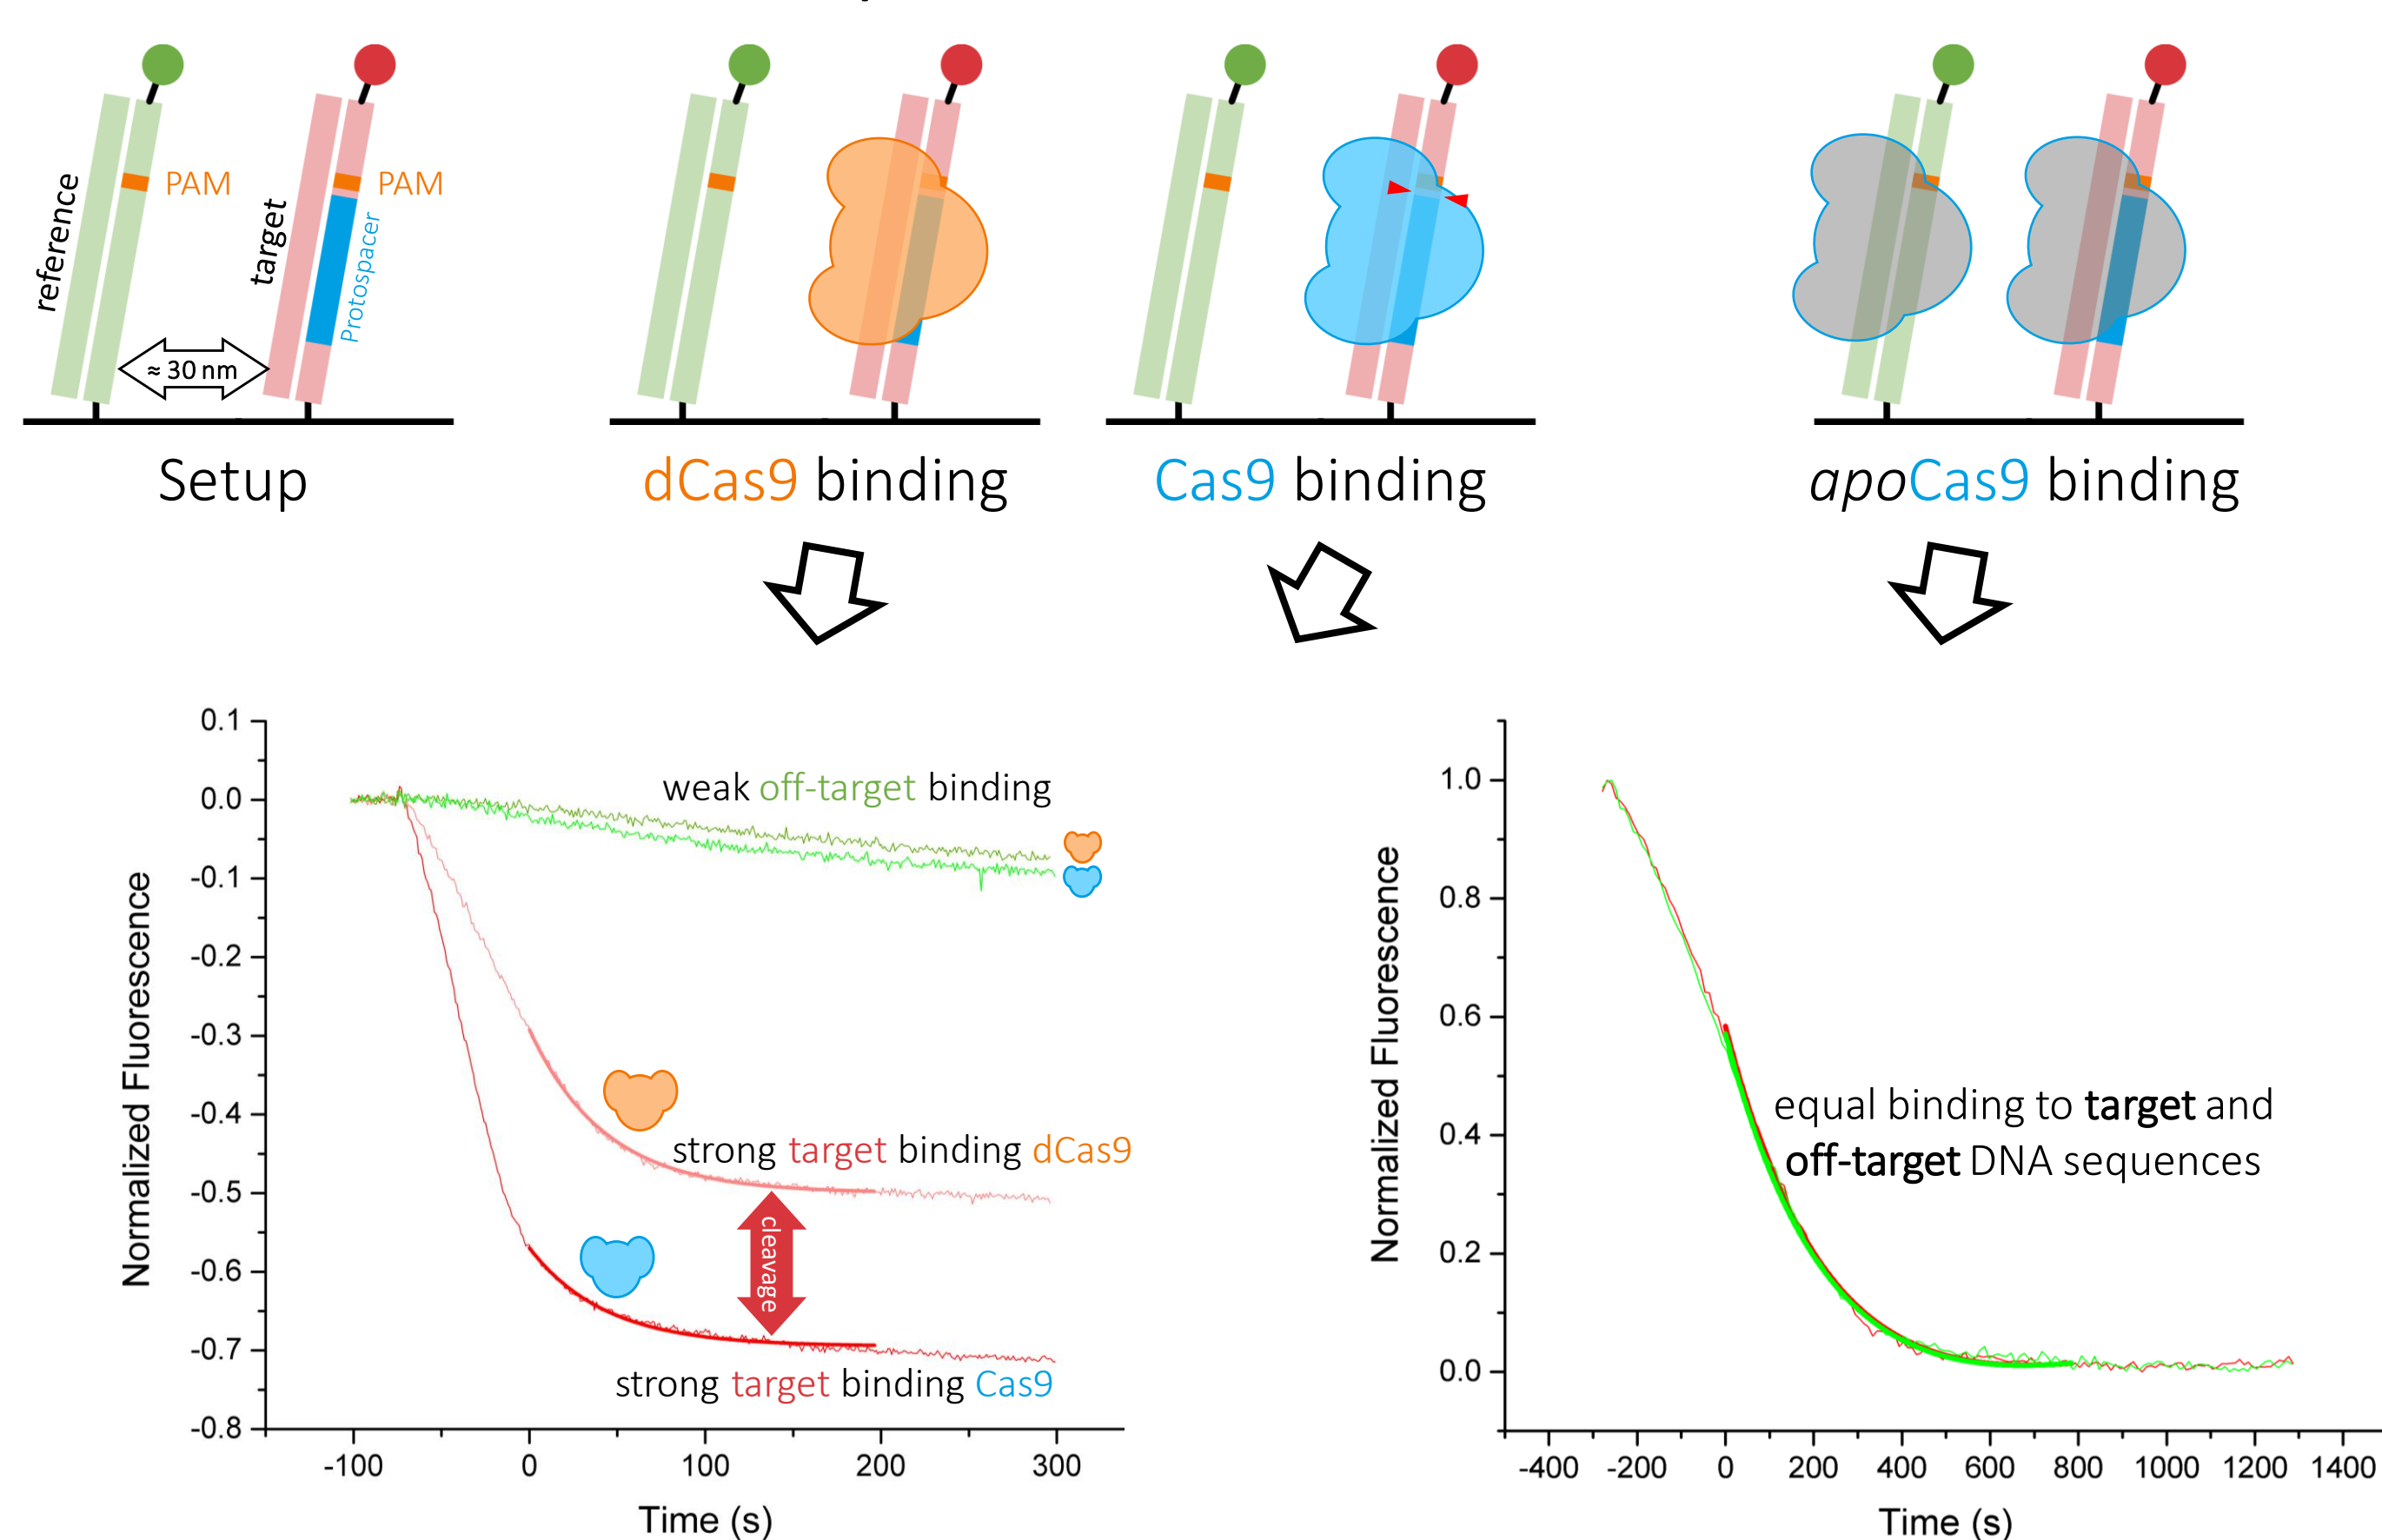 reference
PAM
target
PAM
Protospacer
≈ 30 nm
Setup
dCas9 binding
Cas9 binding
apoCas9 binding
0.1
0.0
-0.1
-0.2
-0.3
-0.4
-0.5
-0.6
-0.7
-0.8
Normalized Fluorescence
weak off-target binding
strong target binding dCas9
cleavage
strong target binding Cas9
-100 0 100 200 300
Time (s)
1.0
0.8
0.6
0.4
0.2
0.0
Normalized Fluorescence
equal binding to target and
off-target DNA sequences
-400 -200 0 200 400 600 800 1000 1200 1400
Time (s)